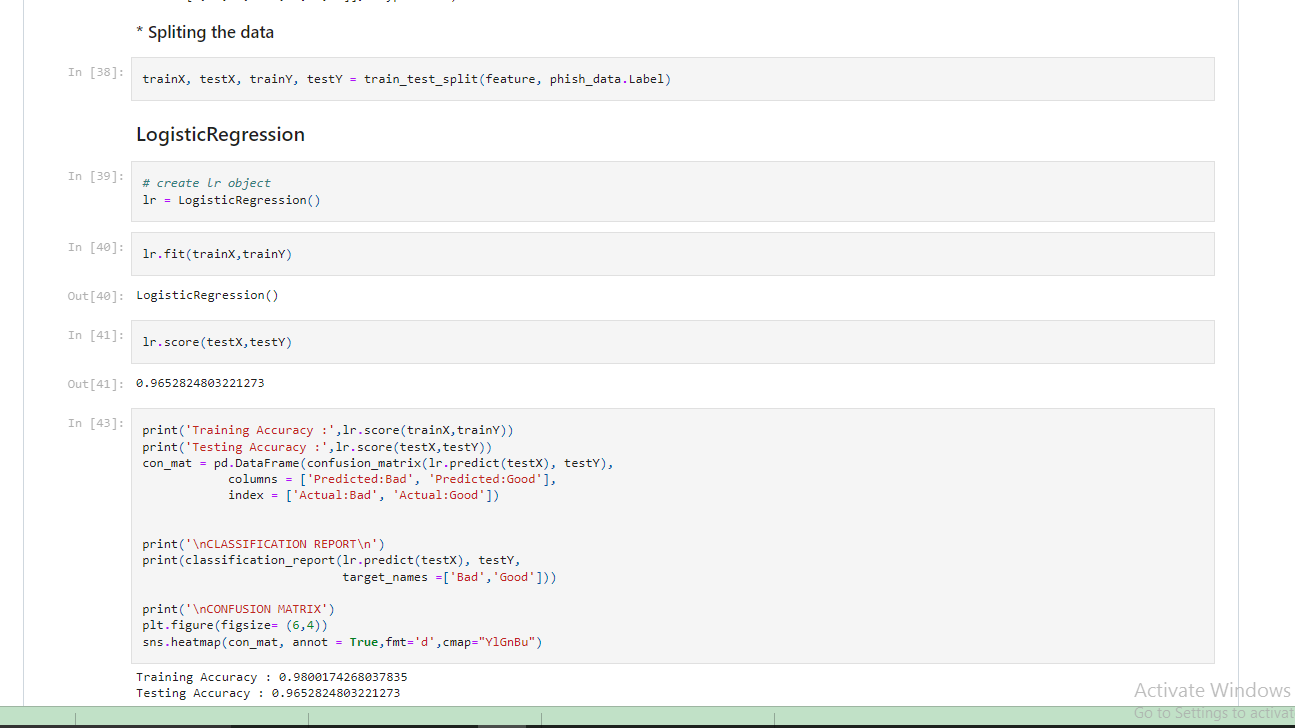 * Spliting the data
In [38]: trainX, testX, trainY, testY = train_test_split(feature, phish_data.Label)
LogisticRegression
In [39]: # create lr object
lr = LogisticRegression()
In [40]: lr.fit(trainX,trainY)
Out[40]: LogisticRegression()
In [41]: lr.score(testX,testY)
Out[41]: 0.9652824803221273
In [43]: print('Training Accuracy :',lr.score(trainX,trainY))
print('Testing Accuracy :',lr.score(testX,testY))
con_mat = pd.DataFrame(confusion_matrix(lr.predict(testX), testY),
columns = ['Predicted:Bad', 'Predicted:Good'],
index = ['Actual:Bad', 'Actual:Good'])
print('\nCLASSIFICATION REPORT\n')
print(classification_report(lr.predict(testX), testY,
target_names =['Bad','Good']))
print('\nCONFUSION MATRIX')
plt.figure(figsize= (6,4))
sns.heatmap(con_mat, annot = True,fmt='d',cmap="YlGnBu")
Training Accuracy : 0.9800174268037835
Testing Accuracy : 0.9652824803221273
Activate Windows
Go to Settings to activat